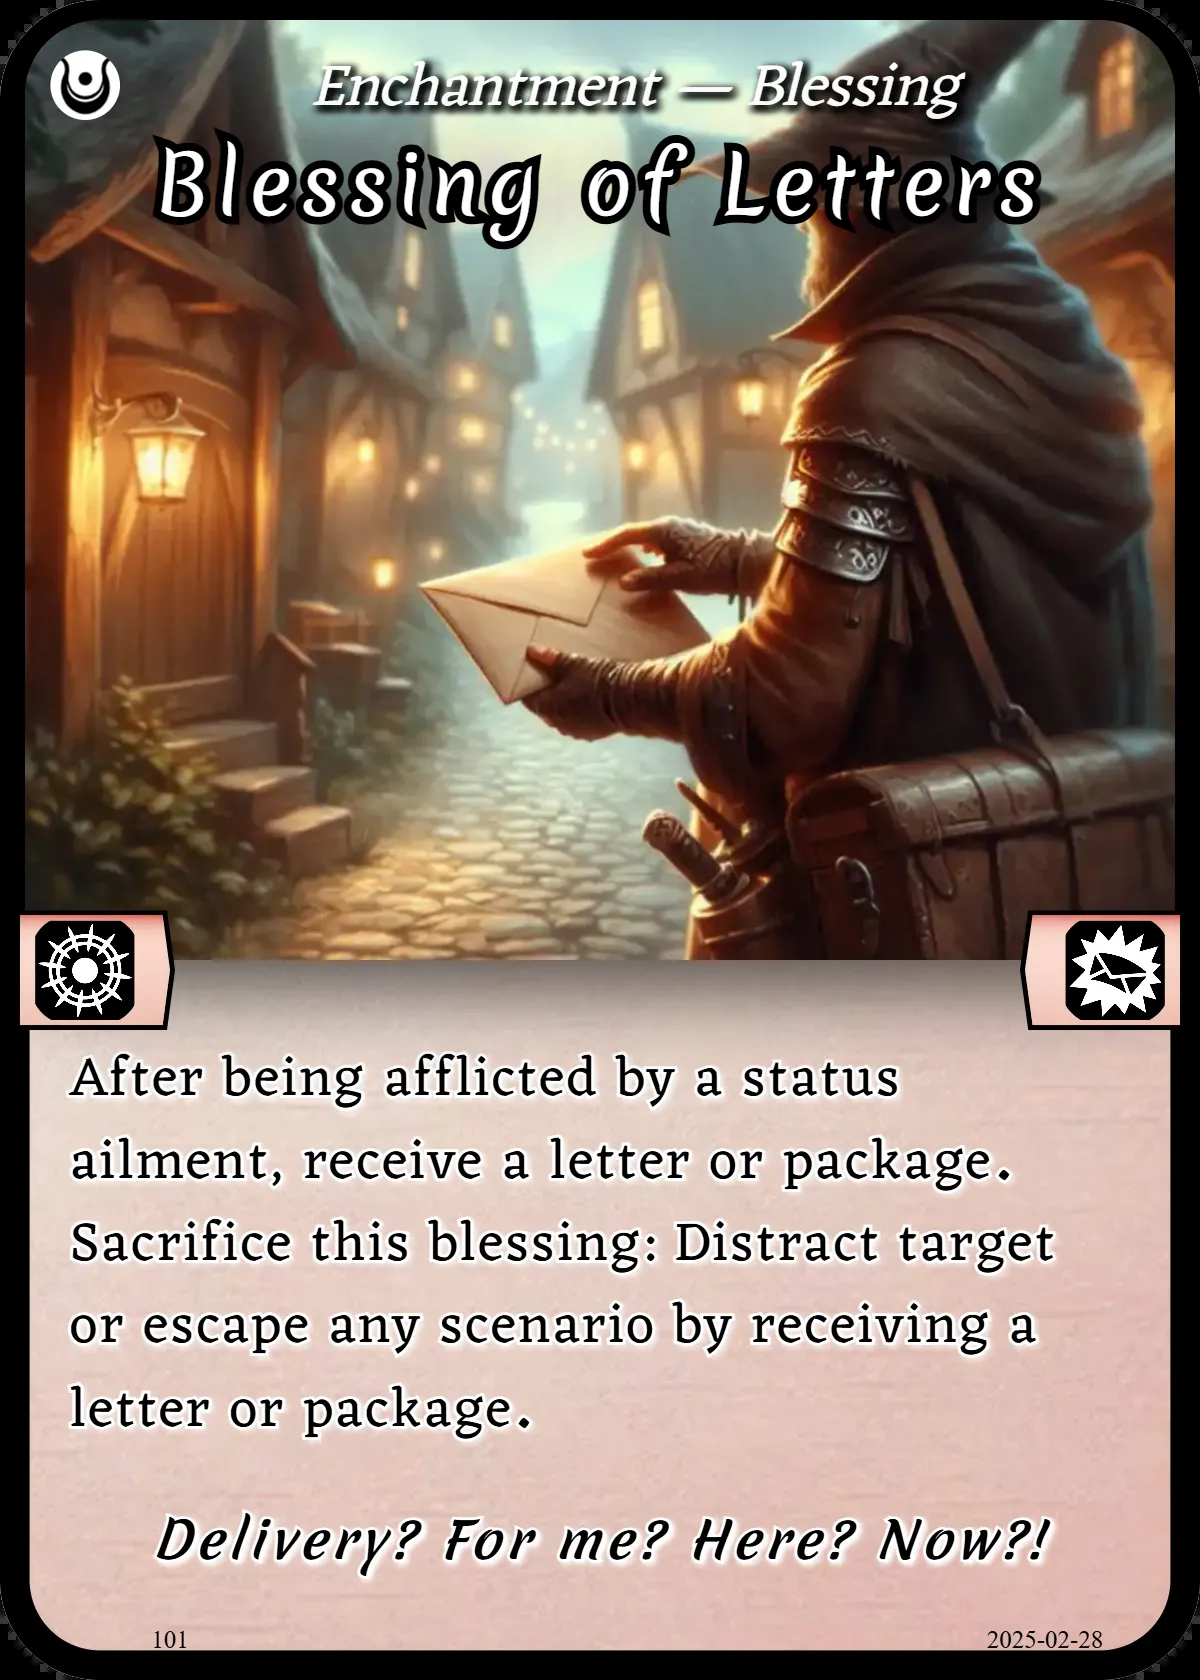 Enchantment — Blessing
Blessing of Letters
After being afflicted by a status
ailment, receive a letter or package.
Sacrifice this blessing: Distract target
or escape any scenario by receiving a
letter or package.
Delivery? For me? Here? Now?!
101
2025-02-28